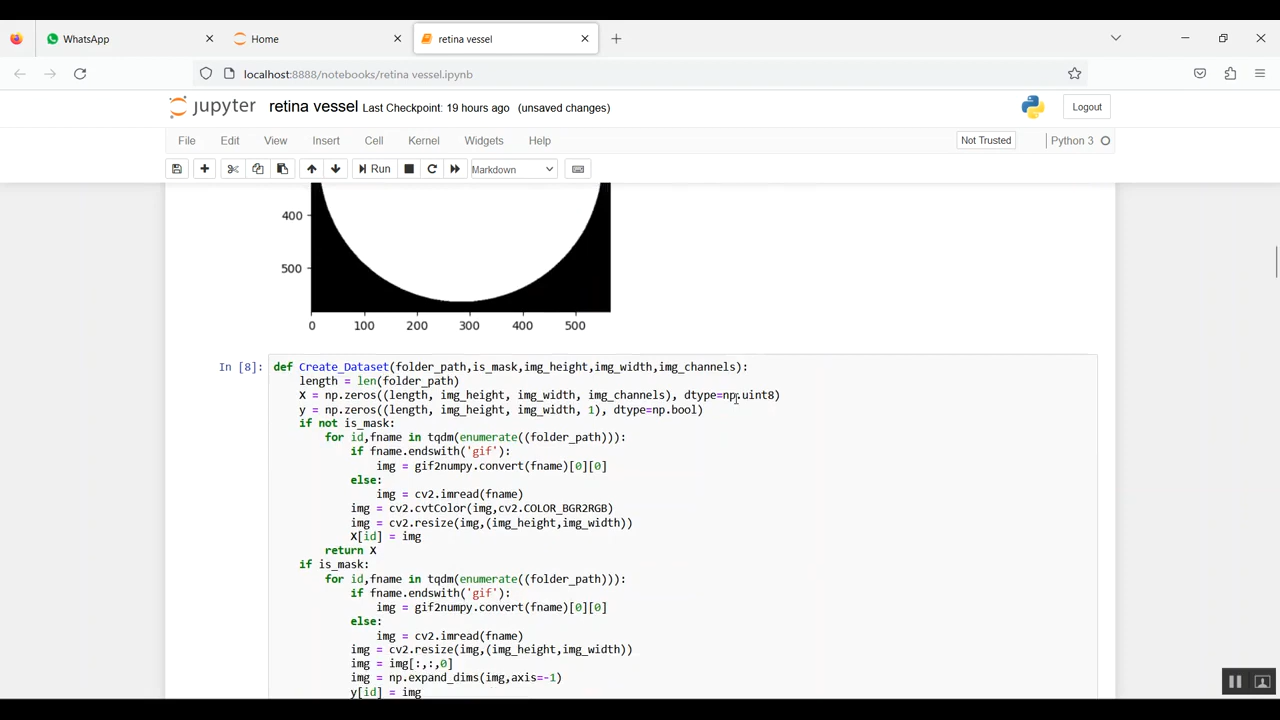 WhatsApp
Home
retina vessel
localhost:8888/notebooks/retina vessel.ipynb
jupyter retina vessel Last Checkpoint: 19 hours ago (unsaved changes)
Logout
File Edit View Insert Cell Kernel Widgets Help
Not Trusted
Python 3
Run
Markdown
400
500
0 100 200 300 400 500
In [8]:
def Create_Dataset(folder_path,is_mask,img_height,img_width,img_channels):
    length = len(folder_path)
    X = np.zeros((length, img_height, img_width, img_channels), dtype=np.uint8)
    y = np.zeros((length, img_height, img_width, 1), dtype=np.bool)
    if not is_mask:
        for id,fname in tqdm(enumerate((folder_path))):
            if fname.endswith('gif'):
                img = gif2numpy.convert(fname)[0][0]
            else:
                img = cv2.imread(fname)
            img = cv2.cvtColor(img,cv2.COLOR_BGR2RGB)
            img = cv2.resize(img,(img_height,img_width))
            X[id] = img
        return X
    if is_mask:
        for id,fname in tqdm(enumerate((folder_path))):
            if fname.endswith('gif'):
                img = gif2numpy.convert(fname)[0][0]
            else:
                img = cv2.imread(fname)
            img = cv2.resize(img,(img_height,img_width))
            img = img[:,:,0]
            img = np.expand_dims(img,axis=-1)
            y[id] = img